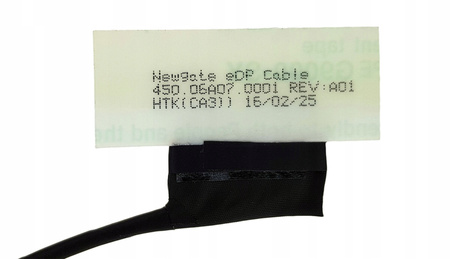 Newgate eDP Cable
450.06A07.0001 REV:A01
HTK(CA3)) 16/02/25